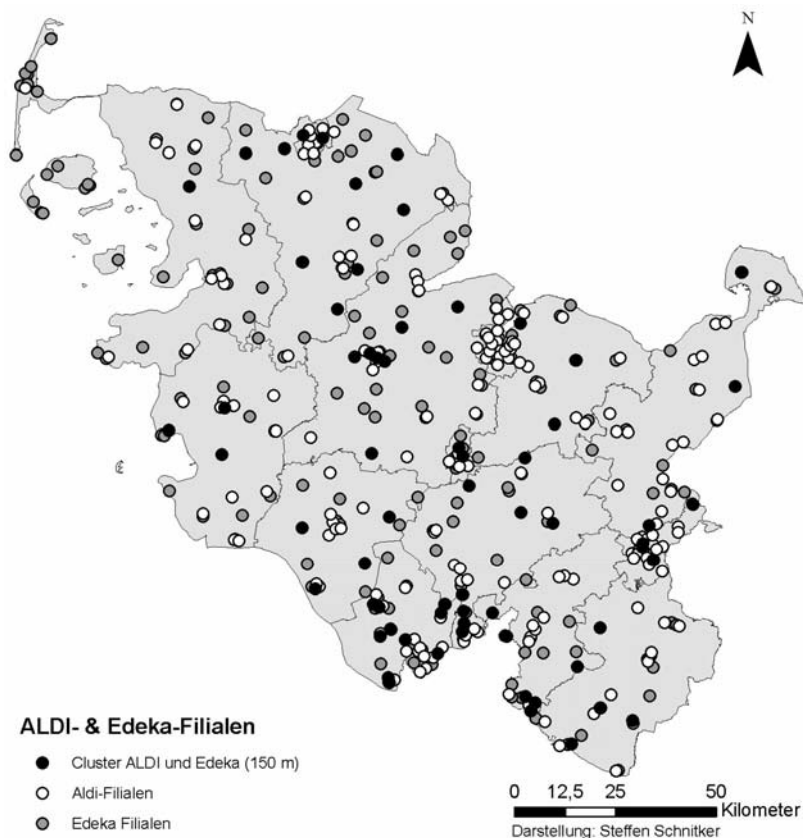 N
ALDI- & Edeka-Filialen
Cluster ALDI und Edeka (150 m)
Aldi-Filialen
Edeka Filialen
0 12,5 25 50
Kilometer
Darstellung: Steffen Schnitker